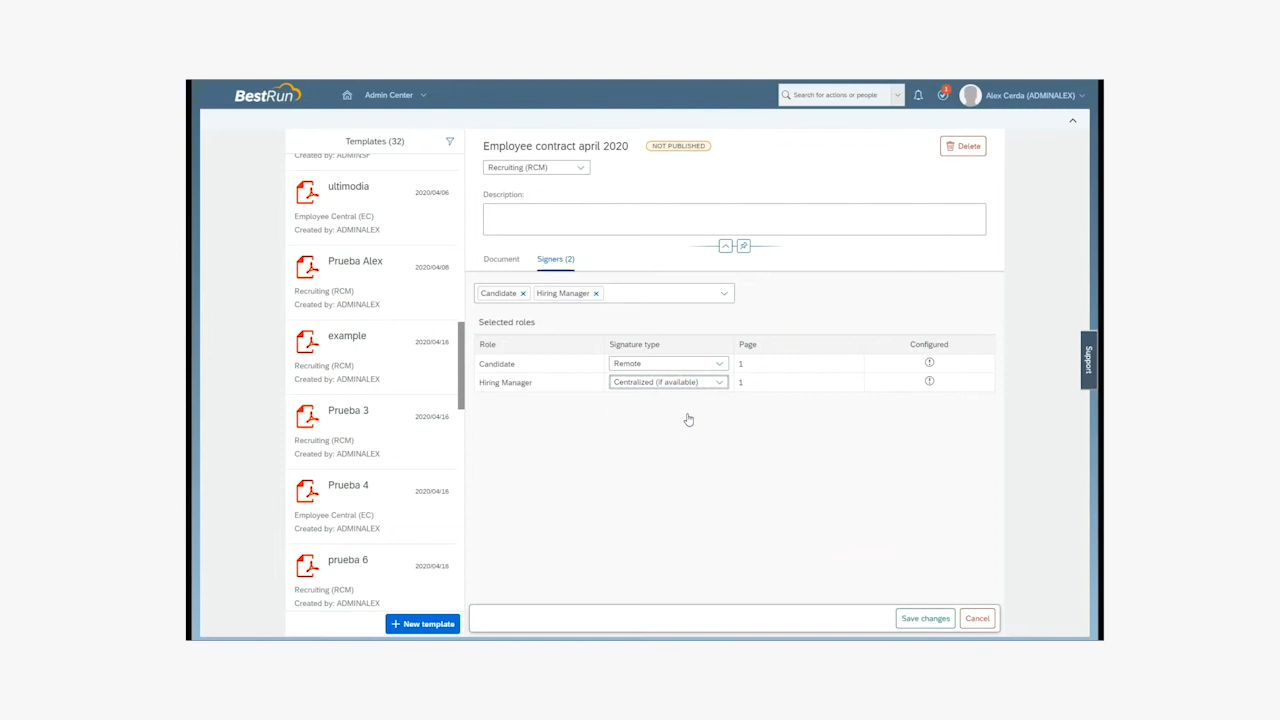 BestRun
Admin Center
Search for actions or people
1
Alex Cerda (ADMINALEX)
Templates (32)
Created by: ADMINSF
ultimodia
2020/04/06
Employee Central (EC)
Created by: ADMINALEX
Prueba Alex
2020/04/08
Recruiting (RCM)
Created by: ADMINALEX
example
2020/04/16
Recruiting (RCM)
Created by: ADMINALEX
Prueba 3
2020/04/16
Recruiting (RCM)
Created by: ADMINALEX
Prueba 4
2020/04/16
Employee Central (EC)
Created by: ADMINALEX
prueba 6
2020/04/16
Recruiting (RCM)
Created by: ADMINALEX
New template
Employee contract april 2020
NOT PUBLISHED
Delete
Recruiting (RCM)
Description:
Document
Signers (2)
Candidate
Hiring Manager
Selected roles
Role Signature type Page Configured
Candidate Remote 1
Hiring Manager Centralized (if available) 1
Save changes
Cancel
Support